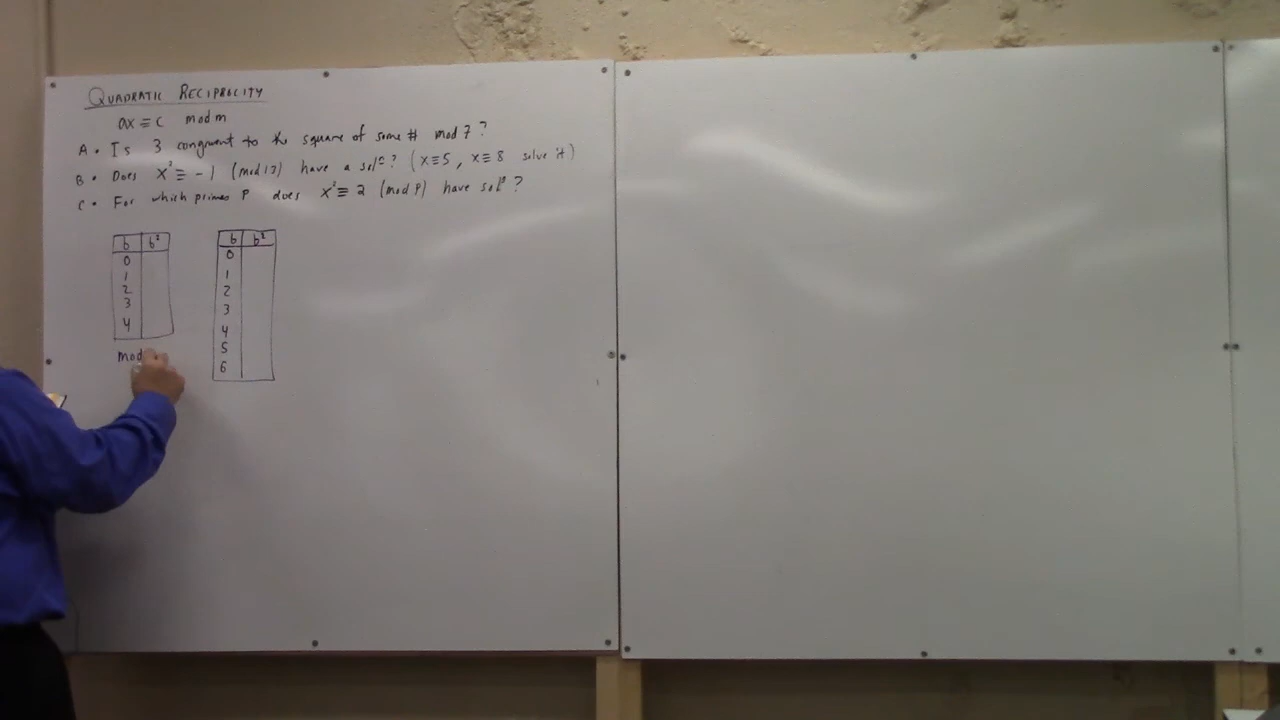 QUADRATIC RECIPROCITY
ax ≡ c mod m
A • Is 3 congruent to the square of some # mod 7?
B • Does x² ≡ -1 (mod 13) have a solⁿ? (x≡5, x≡8 solve it)
C • For which primes P does x² ≡ 2 (mod P) have solⁿ?
b b²
0
1
2
3
4
mod
b b²
0
1
2
3
4
5
6